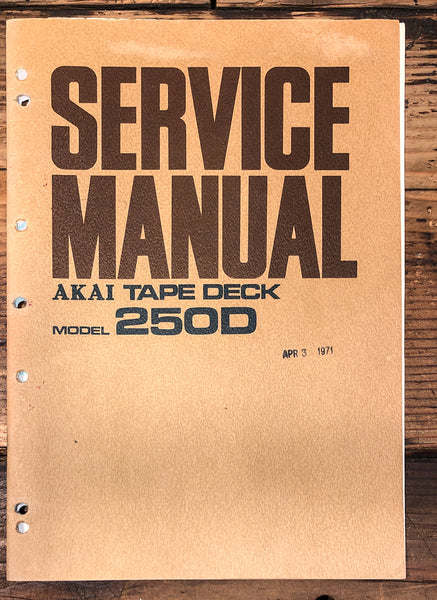 SERVICE
MANUAL
AKAI TAPE DECK
MODEL 250D
APR 3 1971